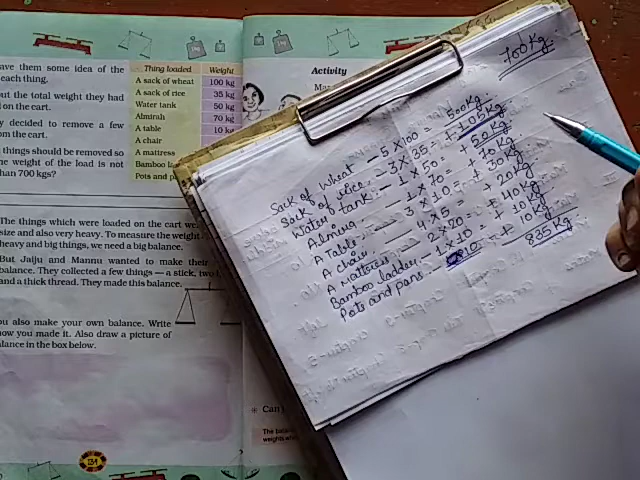 ave them some idea of the
each thing.
out the total weight they had
on the cart.
y decided to remove a few
om the cart.
things should be removed so
he weight of the load is not
han 700 kgs?
Thing loaded Weight
A sack of wheat 100 kg
A sack of rice 35 kg
Water tank 50 kg
Almirah 70 kg
A table 10 k
A chair
A mattress
Bamboo la
Pots and p
The things which were loaded on the cart we
size and also very heavy. To measure the weight
heavy and big things, we need a big balance.
But Jaiju and Mannu wanted to make their
balance. They collected a few things – a stick, two
and a thick thread. They made this balance.
ou also make your own balance. Write
how you made it. Also draw a picture of
alance in the box below.
131
Activity
Can
The bala
weights wh
700 kg.
Sack of wheat – 5 X 100 = 500 kg.
Sack of rice – 3 X 35 = + 105 kg
Water tank – 1 X 50 = + 50 kg
Almira – 1 X 70 = + 70 kg.
A Table – 3 X 10 = + 30 kg.
A chair – 4 X 5 = + 20 kg.
A mattress – 2 X 20 = + 40 kg
Bamboo ladder – 1 X 10 = + 10 kg
Pots and pans – 10 = + 10 kg.
835 kg